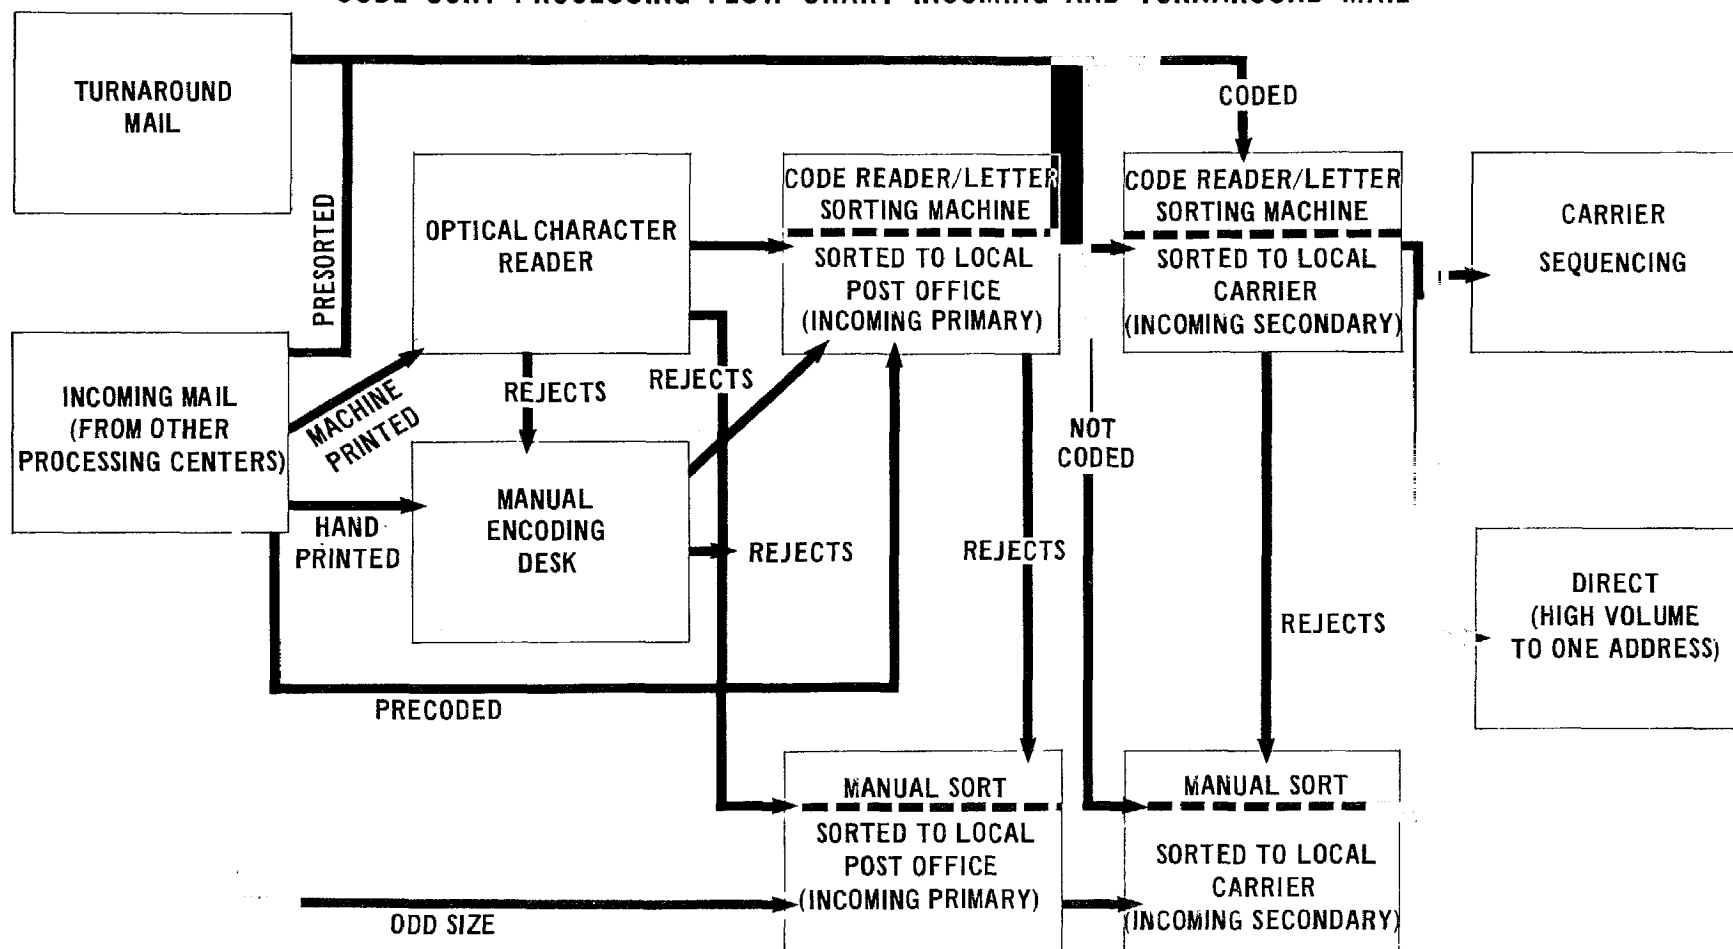 TURNAROUND
MAIL
CODED
PRESORTED
OPTICAL CHARACTER
READER
CODE READER/LETTER
SORTING MACHINE
SORTED TO LOCAL
POST OFFICE
(INCOMING PRIMARY)
CODE READER/LETTER
SORTING MACHINE
SORTED TO LOCAL
CARRIER
(INCOMING SECONDARY)
CARRIER
SEQUENCING
INCOMING MAIL
(FROM OTHER
PROCESSING CENTERS)
MACHINE
PRINTED
REJECTS
REJECTS
NOT
CODED
HAND
PRINTED
MANUAL
ENCODING
DESK
REJECTS
REJECTS
REJECTS
DIRECT
(HIGH VOLUME
TO ONE ADDRESS)
PRECODED
MANUAL SORT
SORTED TO LOCAL
POST OFFICE
(INCOMING PRIMARY)
MANUAL SORT
SORTED TO LOCAL
CARRIER
(INCOMING SECONDARY)
ODD SIZE